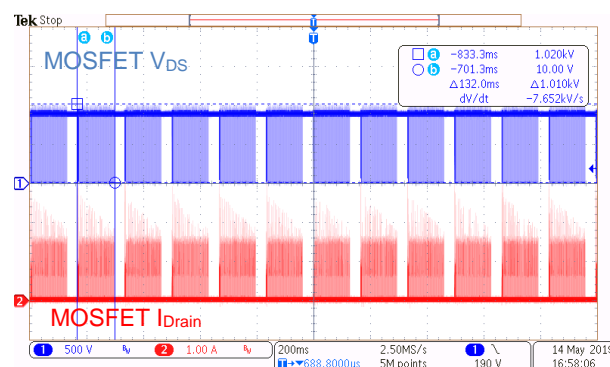 Tek Stop
T
T
a b
MOSFET VDS
a -833.3ms 1.020kV
b -701.3ms 10.00 V
Δ132.0ms Δ1.010kV
dV/dt -7.652kV/s
1
2
MOSFET IDrain
1 500 V BW 2 1.00 A BW
200ms 2.50MS/s 1 \ 14 May 2019
T→▼688.8000µs 5M points 190 V 16:58:06